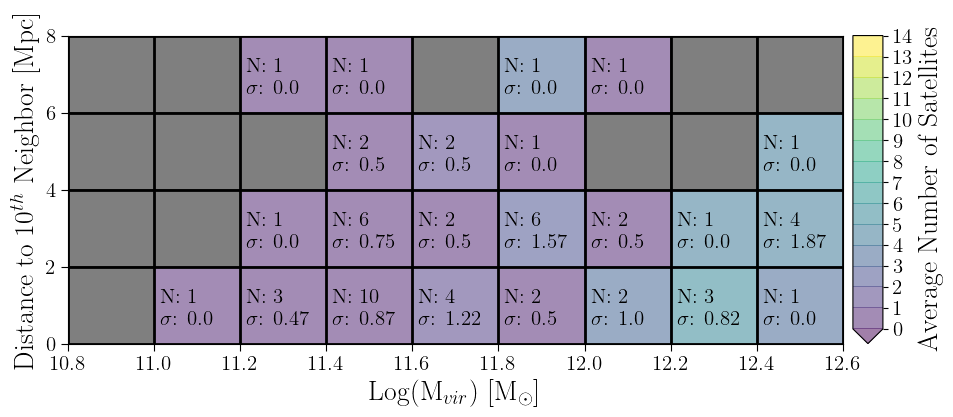 Distance to 10th Neighbor [Mpc]
8
6
4
2
0
N: 1
σ: 0.0
N: 1
σ: 0.0
N: 1
σ: 0.0
N: 1
σ: 0.0
N: 2
σ: 0.5
N: 2
σ: 0.5
N: 1
σ: 0.0
N: 1
σ: 0.0
N: 1
σ: 0.0
N: 6
σ: 0.75
N: 2
σ: 0.5
N: 6
σ: 1.57
N: 2
σ: 0.5
N: 1
σ: 0.0
N: 4
σ: 1.87
N: 1
σ: 0.0
N: 3
σ: 0.47
N: 10
σ: 0.87
N: 4
σ: 1.22
N: 2
σ: 0.5
N: 2
σ: 1.0
N: 3
σ: 0.82
N: 1
σ: 0.0
10.8 11.0 11.2 11.4 11.6 11.8 12.0 12.2 12.4 12.6
Log(Mvir) [M⊙]
14
13
12
11
10
9
8
7
6
5
4
3
2
1
0
Average Number of Satellites